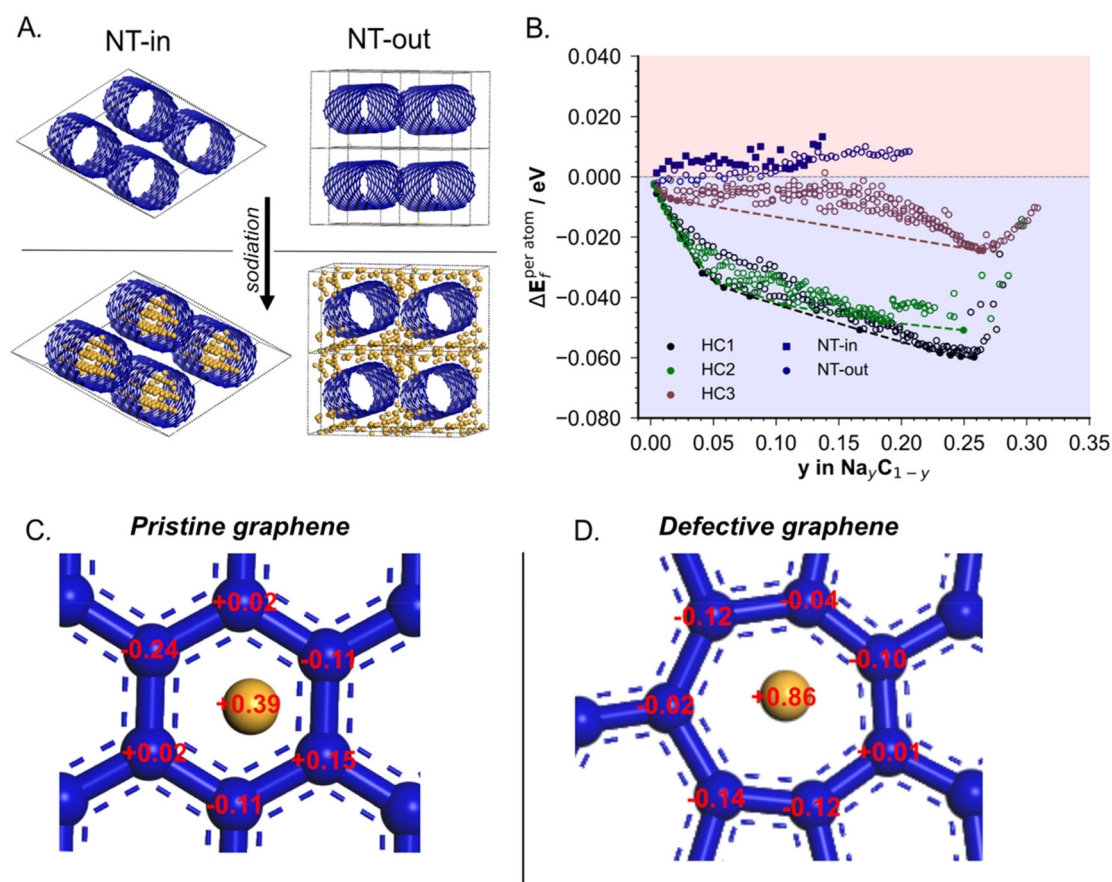 A.
NT-in
NT-out
sodiation
B.
ΔE_f^per atom / eV
0.040
0.020
0.000
−0.020
−0.040
−0.060
−0.080
HC1
HC2
HC3
NT-in
NT-out
0.00 0.05 0.10 0.15 0.20 0.25 0.30 0.35
y in Na_yC_1−y
C.
Pristine graphene
+0.02
-0.24
-0.11
+0.39
+0.02
+0.15
-0.11
D.
Defective graphene
-0.04
-0.12
-0.10
+0.86
-0.02
+0.01
-0.14
-0.12